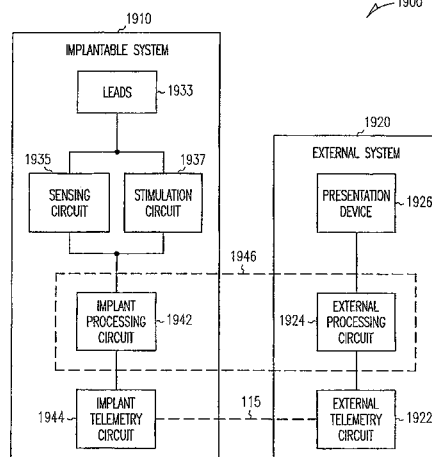 1900
1910
IMPLANTABLE SYSTEM
LEADS
1933
1935
1937
SENSING
CIRCUIT
STIMULATION
CIRCUIT
1946
IMPLANT
PROCESSING
CIRCUIT
1942
1944
IMPLANT
TELEMETRY
CIRCUIT
115
1920
EXTERNAL SYSTEM
PRESENTATION
DEVICE
1926
1924
EXTERNAL
PROCESSING
CIRCUIT
EXTERNAL
TELEMETRY
CIRCUIT
1922